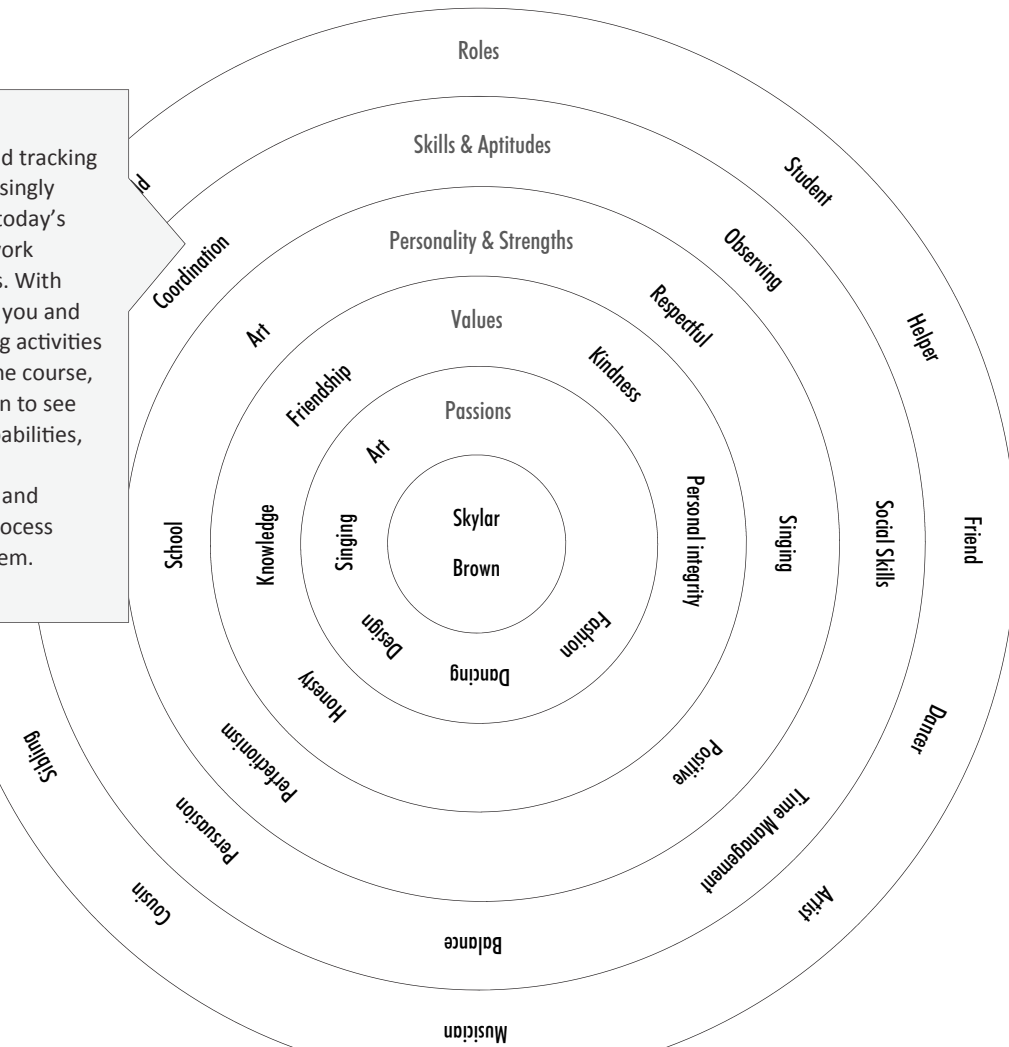 Roles
Student
Helper
Friend
Dancer
Artist
Musician
Cousin
Sibling
Skills & Aptitudes
Observing
Social Skills
Time Management
Balance
Persuasion
Coordination
Personality & Strengths
Respectful
Singing
Positive
Perfectionism
School
Art
Values
Kindness
Personal integrity
Honesty
Knowledge
Friendship
Passions
Fashion
Dancing
Design
Singing
Art
Skylar
Brown
d tracking
singly
today's
ork
s. With
you and
g activities
he course,
n to see
abilities,
and
ocess
em.